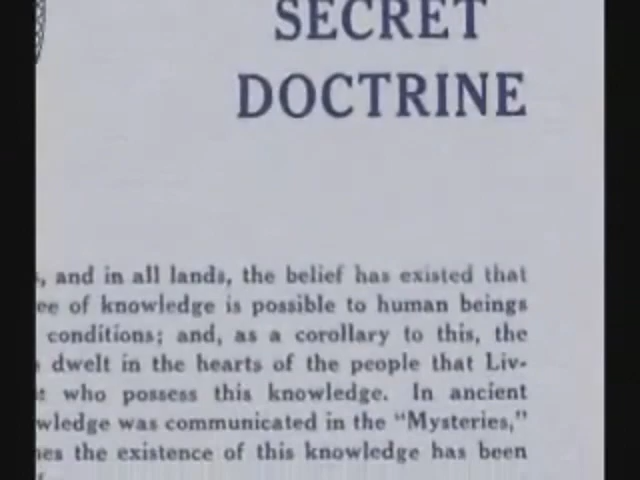 SECRET
DOCTRINE
, and in all lands, the belief has existed that
ee of knowledge is possible to human beings
conditions; and, as a corollary to this, the
dwelt in the hearts of the people that Liv-
who possess this knowledge. In ancient
wledge was communicated in the "Mysteries,"
es the existence of this knowledge has been